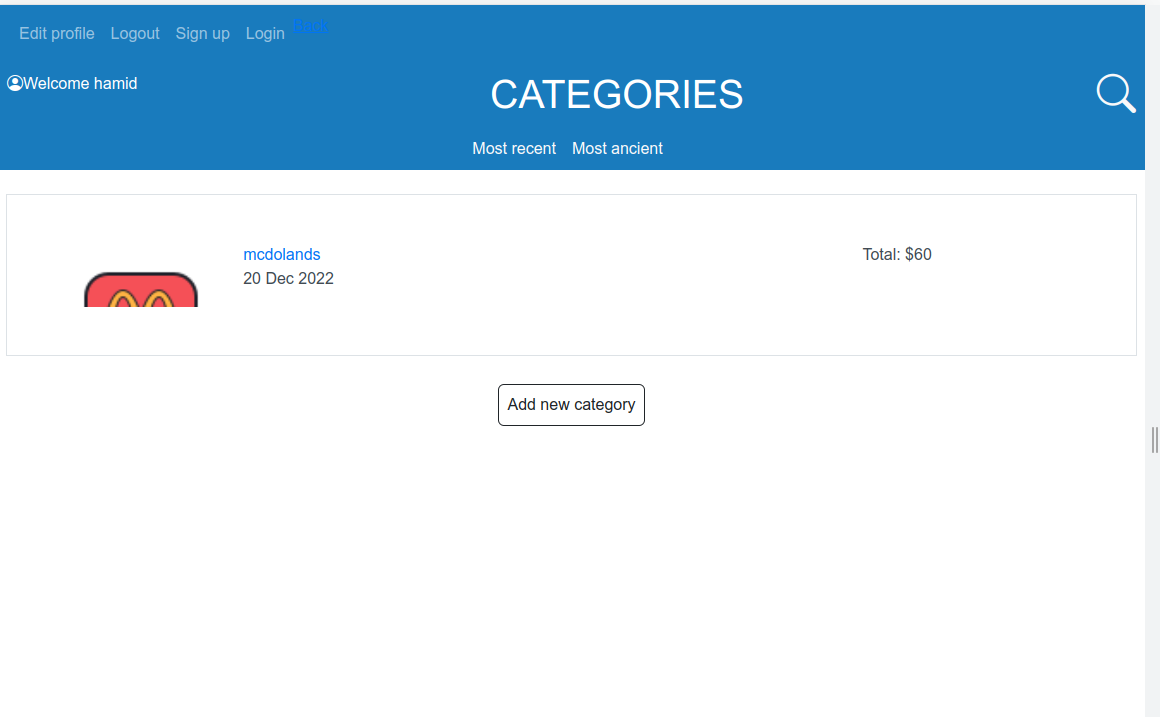 Edit profile Logout Sign up Login Back
Welcome hamid
CATEGORIES
Most recent Most ancient
mcdolands
Total: $60
20 Dec 2022
Add new category